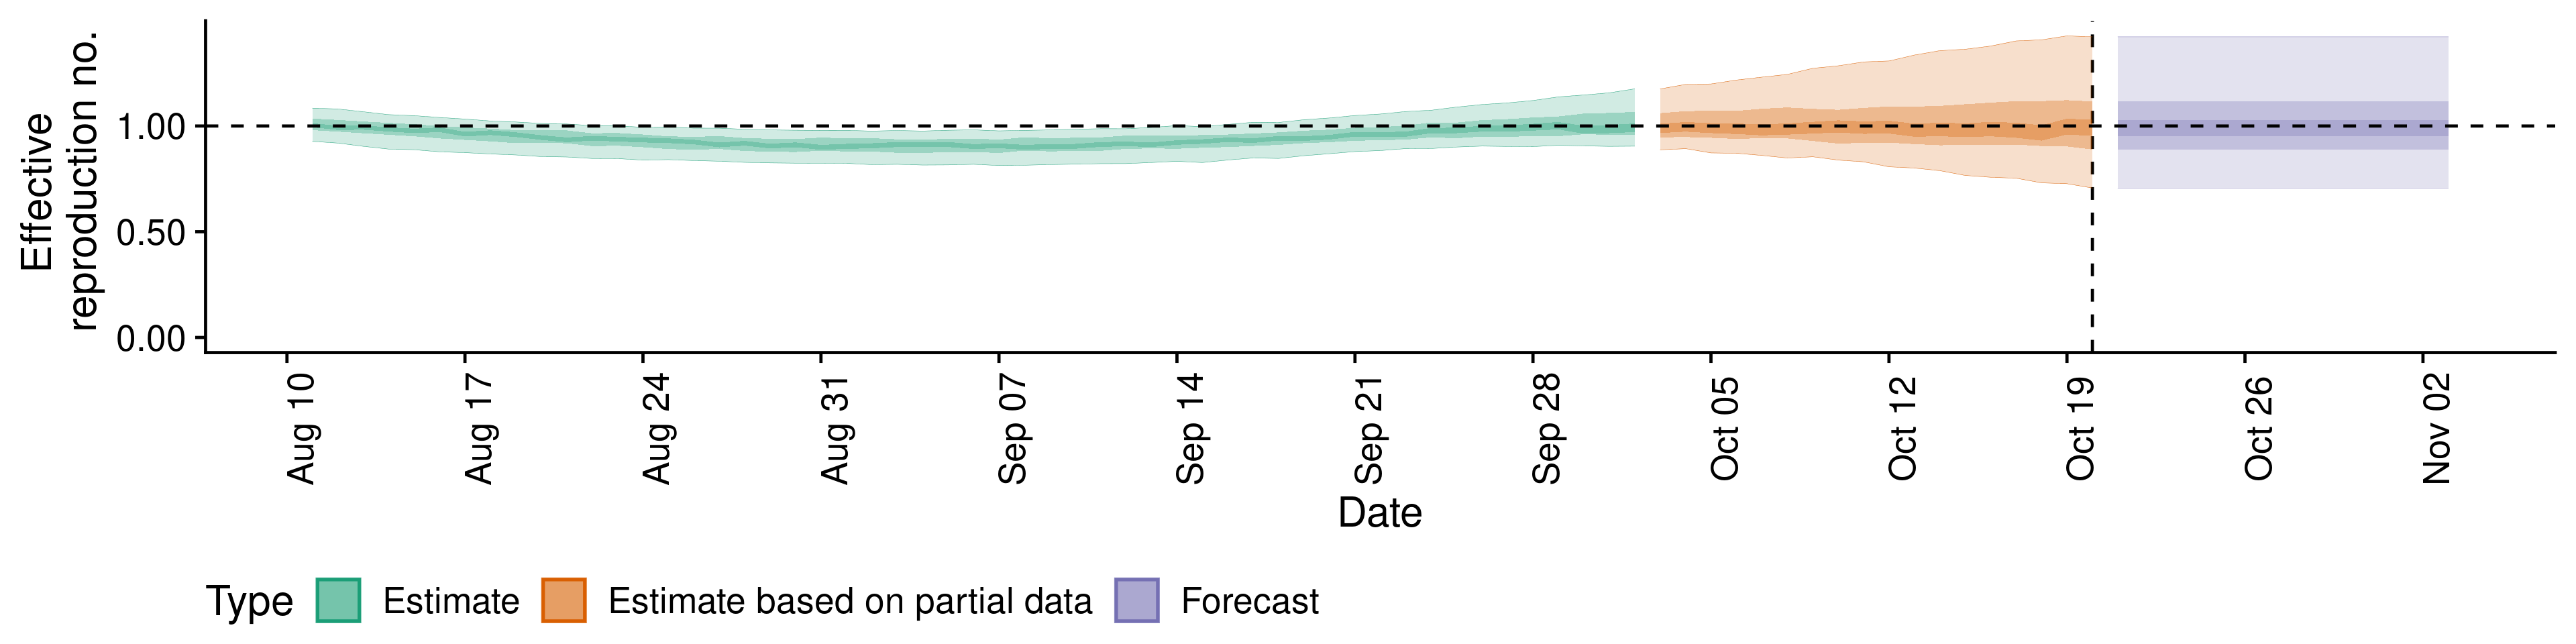 Effective
reproduction no.
1.00
0.50
0.00
Aug 10
Aug 17
Aug 24
Aug 31
Sep 07
Sep 14
Sep 21
Sep 28
Oct 05
Oct 12
Oct 19
Oct 26
Nov 02
Date
Type Estimate Estimate based on partial data Forecast